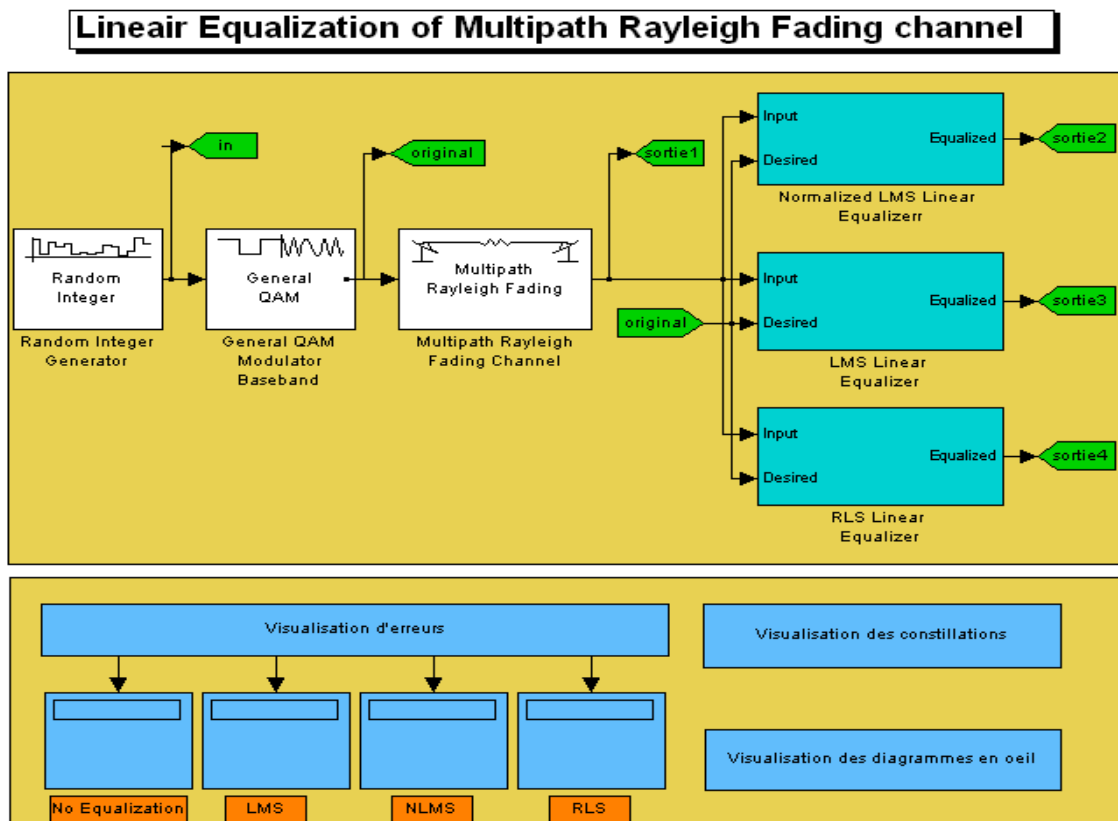 Lineair Equalization of Multipath Rayleigh Fading channel
in
original
sortie1
Input
Desired
Equalized
sortie2
Normalized LMS Linear
Equalizerr
Random
Integer
Random Integer
Generator
General
QAM
General QAM
Modulator
Baseband
Multipath
Rayleigh Fading
Multipath Rayleigh
Fading Channel
original
Input
Desired
Equalized
sortie3
LMS Linear
Equalizer
Input
Desired
Equalized
sortie4
RLS Linear
Equalizer
Visualisation d'erreurs
Visualisation des constillations
No Equalization
LMS
NLMS
RLS
Visualisation des diagrammes en oeil